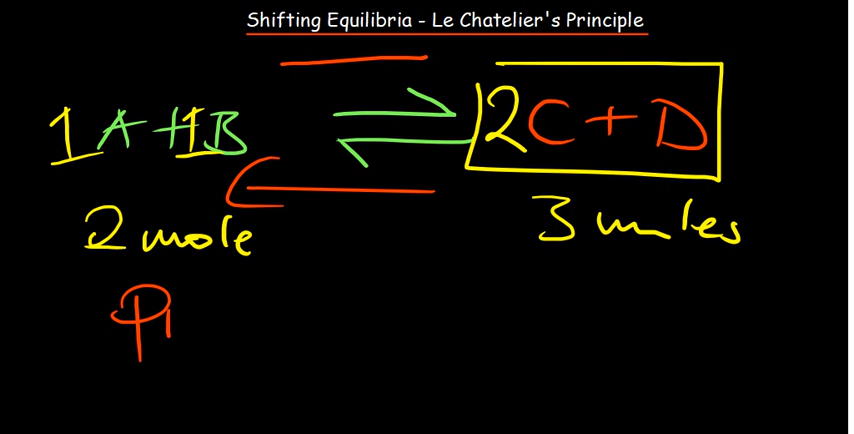 Shifting Equilibria - Le Chatelier's Principle
1A + 1B ⇌ 2C + D
2 mole 3 moles
P